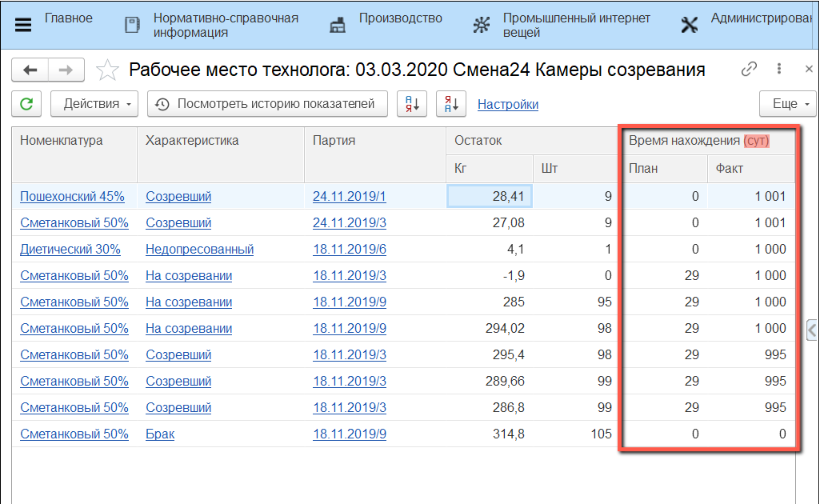 Главное
Нормативно-справочная
информация
Производство
Промышленный интернет
вещей
Администрирован
Рабочее место технолога: 03.03.2020 Смена24 Камеры созревания
Действия
Посмотреть историю показателей
Настройки
Еще
Номенклатура Характеристика Партия Остаток Время нахождения (сут)
Кг Шт План Факт
Пошехонский 45% Созревший 24.11.2019/1 28,41 9 0 1 001
Сметанковый 50% Созревший 24.11.2019/3 27,08 9 0 1 001
Диетический 30% Недопресованный 18.11.2019/6 4,1 1 0 1 000
Сметанковый 50% На созревании 18.11.2019/3 -1,9 0 29 1 000
Сметанковый 50% На созревании 18.11.2019/9 285 95 29 1 000
Сметанковый 50% На созревании 18.11.2019/9 294,02 98 29 1 000
Сметанковый 50% Созревший 18.11.2019/3 295,4 98 29 995
Сметанковый 50% Созревший 18.11.2019/3 289,66 99 29 995
Сметанковый 50% Созревший 18.11.2019/3 286,8 99 29 995
Сметанковый 50% Брак 18.11.2019/9 314,8 105 0 0